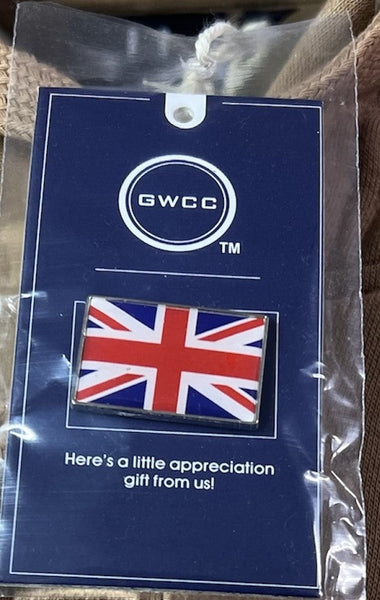 GWCC
TM
Here's a little appreciation
gift from us!